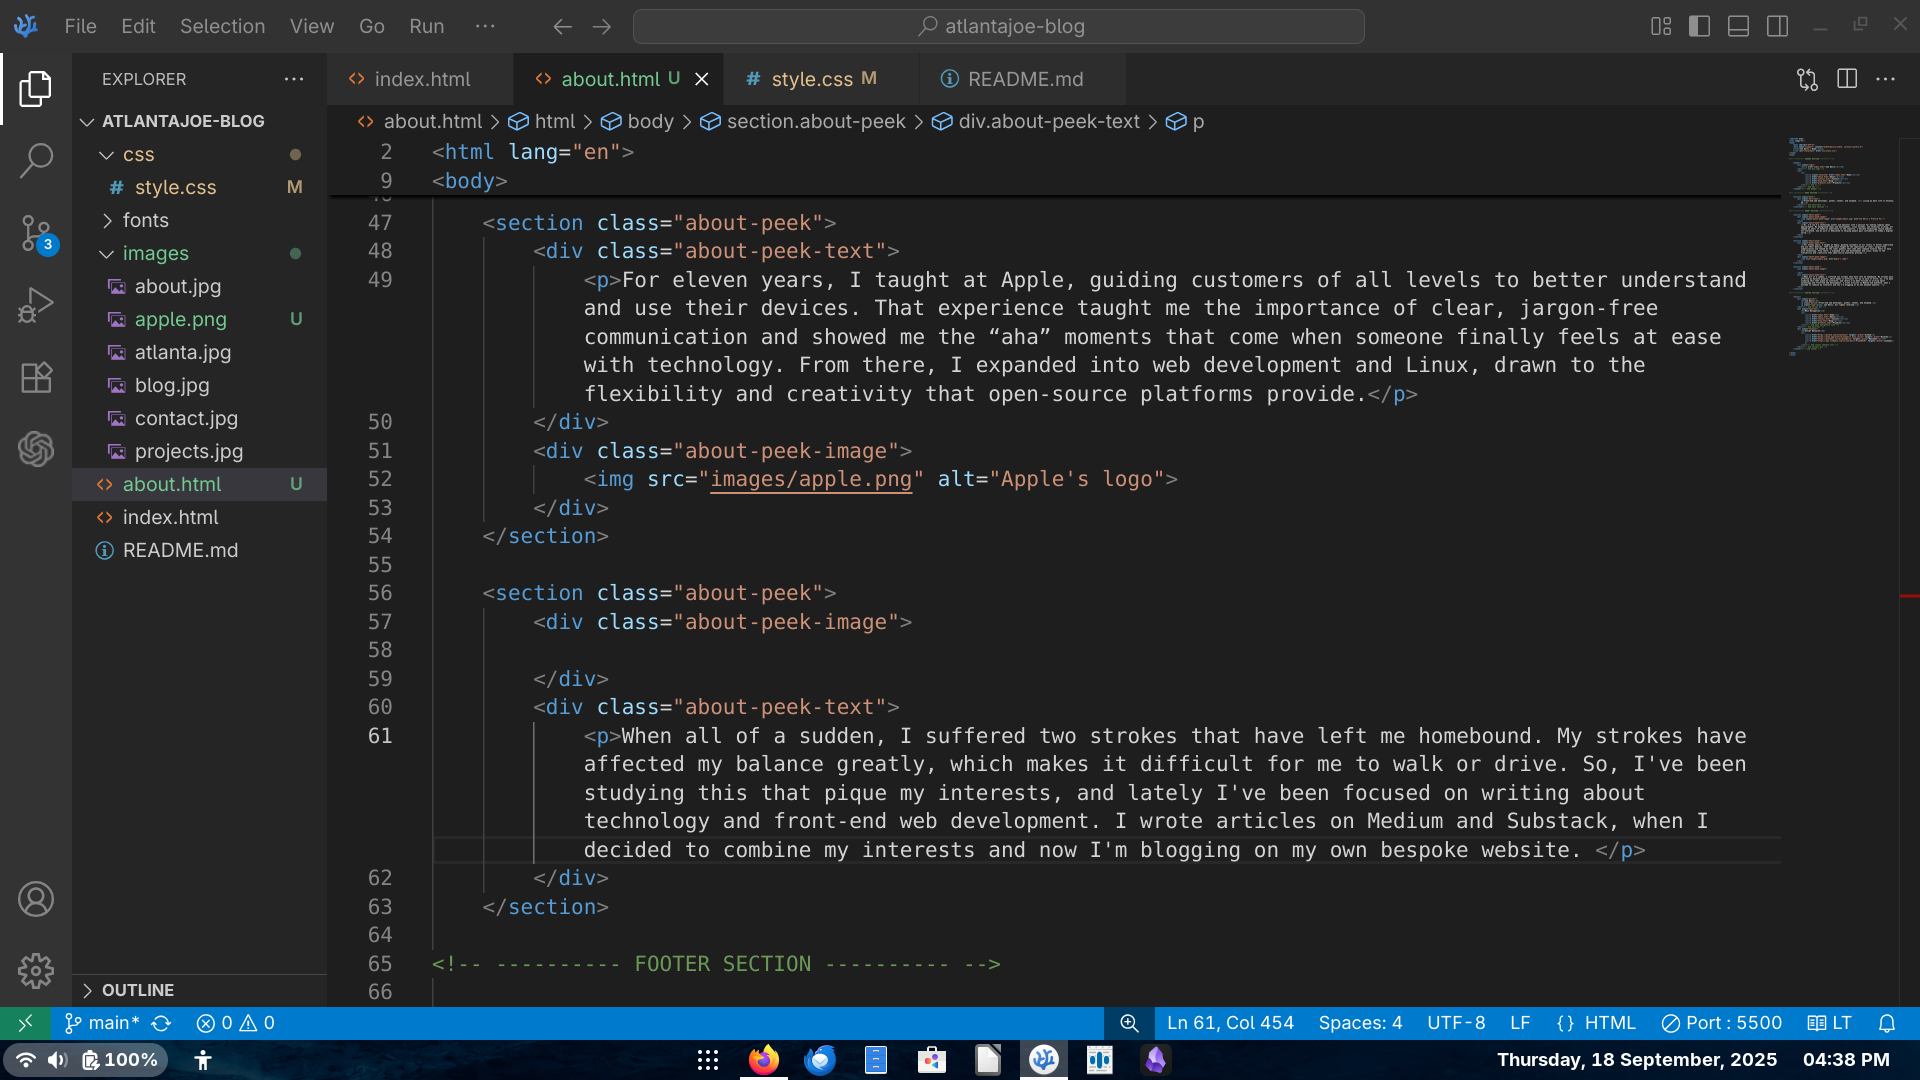 File Edit Selection View Go Run ··· atlantajoe-blog
EXPLORER ···
index.html
about.html U
# style.css M
README.md
about.html > html > body > section.about-peek > div.about-peek-text > p
ATLANTAJOE-BLOG
css
# style.css M
fonts
images
about.jpg
apple.png U
atlanta.jpg
blog.jpg
contact.jpg
projects.jpg
about.html U
index.html
README.md
OUTLINE
2 <html lang="en">
9 <body>
47 <section class="about-peek">
48 <div class="about-peek-text">
49 <p>For eleven years, I taught at Apple, guiding customers of all levels to better understand
and use their devices. That experience taught me the importance of clear, jargon-free
communication and showed me the “aha” moments that come when someone finally feels at ease
with technology. From there, I expanded into web development and Linux, drawn to the
flexibility and creativity that open-source platforms provide.</p>
50 </div>
51 <div class="about-peek-image">
52 <img src="images/apple.png" alt="Apple's logo">
53 </div>
54 </section>
55
56 <section class="about-peek">
57 <div class="about-peek-image">
58
59 </div>
60 <div class="about-peek-text">
61 <p>When all of a sudden, I suffered two strokes that have left me homebound. My strokes have
affected my balance greatly, which makes it difficult for me to walk or drive. So, I've been
studying this that pique my interests, and lately I've been focused on writing about
technology and front-end web development. I wrote articles on Medium and Substack, when I
decided to combine my interests and now I'm blogging on my own bespoke website. </p>
62 </div>
63 </section>
64
65 <!-- ---------- FOOTER SECTION ---------- -->
66
3
main* 0 0 Ln 61, Col 454 Spaces: 4 UTF-8 LF {} HTML Port : 5500 LT
100% Thursday, 18 September, 2025 04:38 PM